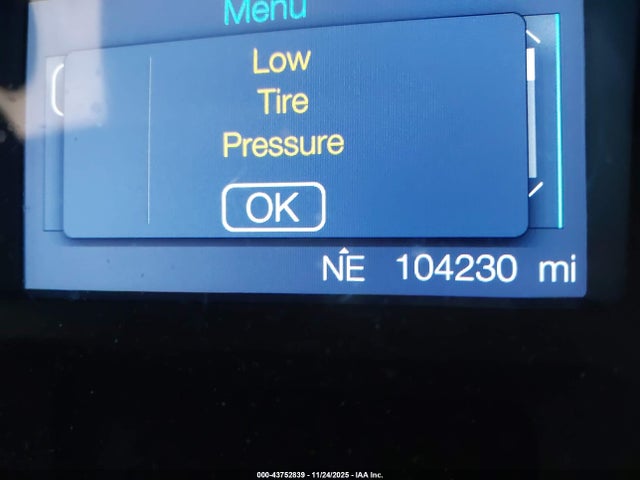 Menu
Low
Tire
Pressure
OK
NE 104230 mi
000-43752839 - 11/24/2025 - IAA Inc.